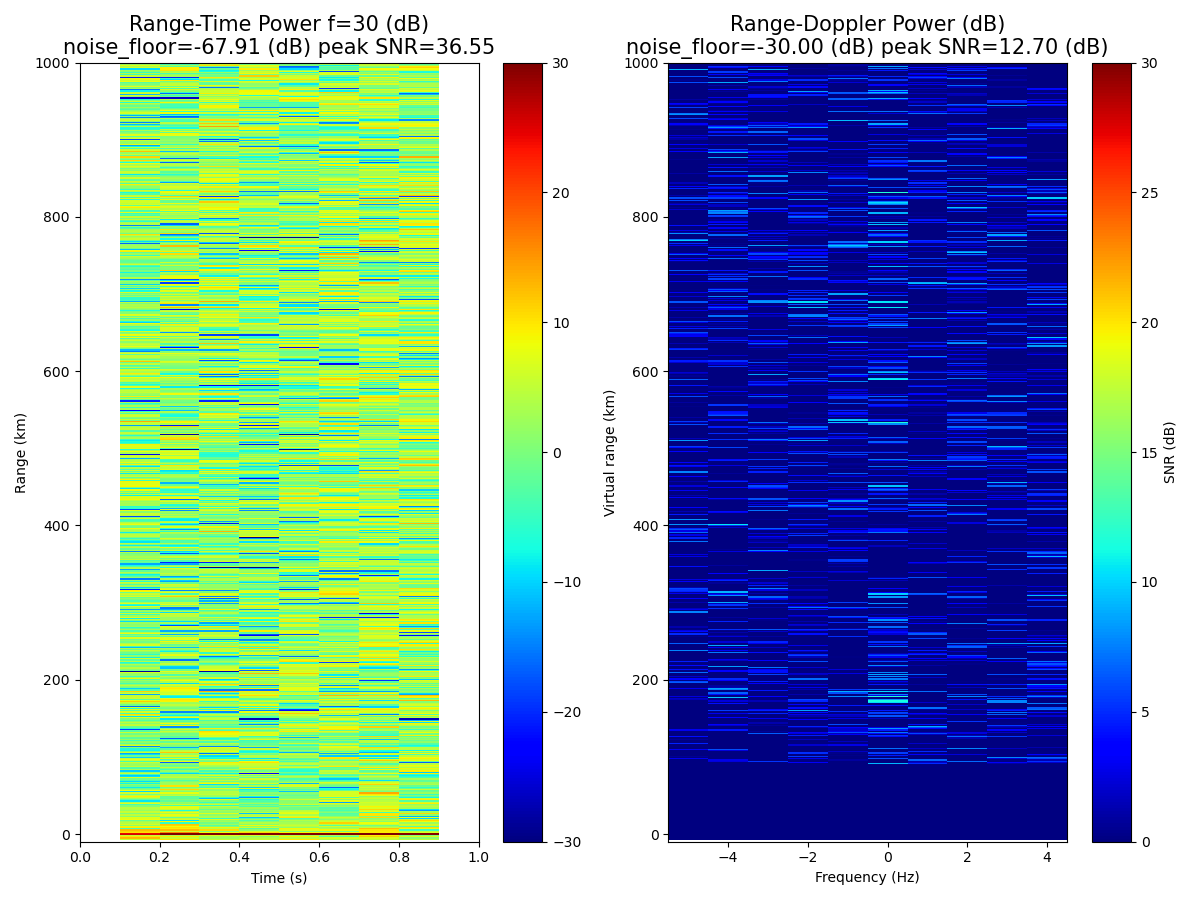 Range-Time Power f=30 (dB)
noise_floor=-67.91 (dB) peak SNR=36.55
1000
800
600
400
200
0
Range (km)
0.0 0.2 0.4 0.6 0.8 1.0
Time (s)
30
20
10
0
−10
−20
−30
Range-Doppler Power (dB)
noise_floor=-30.00 (dB) peak SNR=12.70 (dB)
1000
800
600
400
200
0
Virtual range (km)
−4 −2 0 2 4
Frequency (Hz)
30
25
20
15
10
5
0
SNR (dB)